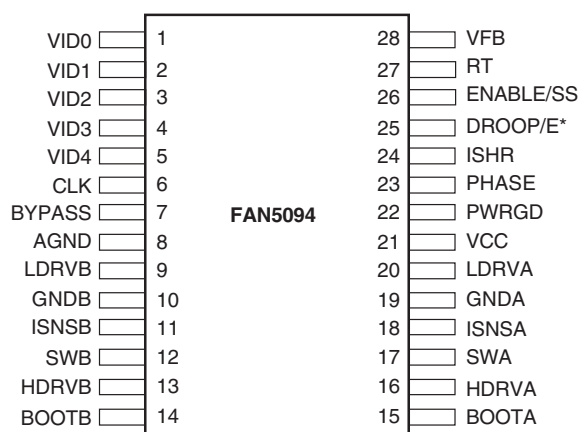 VID0 1 28 VFB
VID1 2 27 RT
VID2 3 26 ENABLE/SS
VID3 4 25 DROOP/E*
VID4 5 24 ISHR
CLK 6 23 PHASE
BYPASS 7 FAN5094 22 PWRGD
AGND 8 21 VCC
LDRVB 9 20 LDRVA
GNDB 10 19 GNDA
ISNSB 11 18 ISNSA
SWB 12 17 SWA
HDRVB 13 16 HDRVA
BOOTB 14 15 BOOTA